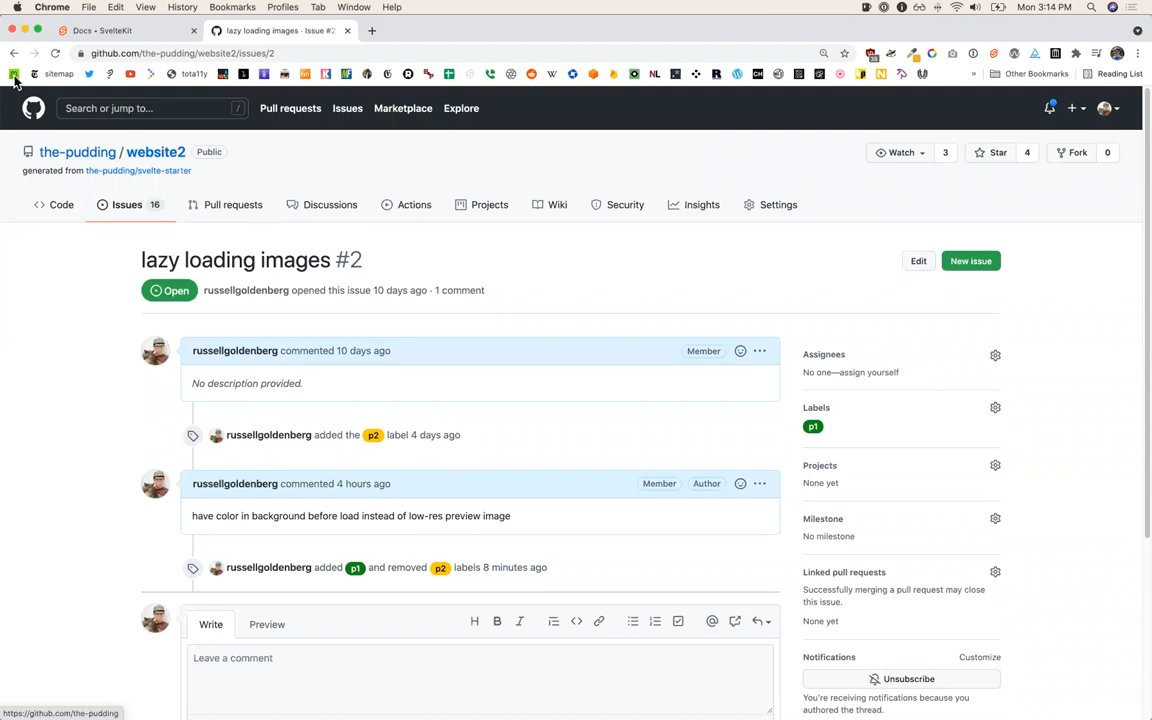 Chrome File Edit View History Bookmarks Profiles Tab Window Help Mon 3:14 PM
Docs • SvelteKit
lazy loading images · Issue #2
github.com/the-pudding/website2/issues/2
sitemap tota11y NL CH Other Bookmarks Reading List
Search or jump to... / Pull requests Issues Marketplace Explore
the-pudding / website2 Public Watch 3 Star 4 Fork 0
generated from the-pudding/svelte-starter
Code Issues 16 Pull requests Discussions Actions Projects Wiki Security Insights Settings
lazy loading images #2 Edit New issue
Open russellgoldenberg opened this issue 10 days ago · 1 comment
russellgoldenberg commented 10 days ago Member
No description provided.
russellgoldenberg added the p2 label 4 days ago
russellgoldenberg commented 4 hours ago Member Author
have color in background before load instead of low-res preview image
russellgoldenberg added p1 and removed p2 labels 8 minutes ago
Write Preview
Leave a comment
Assignees
No one—assign yourself
Labels
p1
Projects
None yet
Milestone
No milestone
Linked pull requests
Successfully merging a pull request may close
this issue.
None yet
Notifications Customize
Unsubscribe
You're receiving notifications because you
authored the thread.
https://github.com/the-pudding